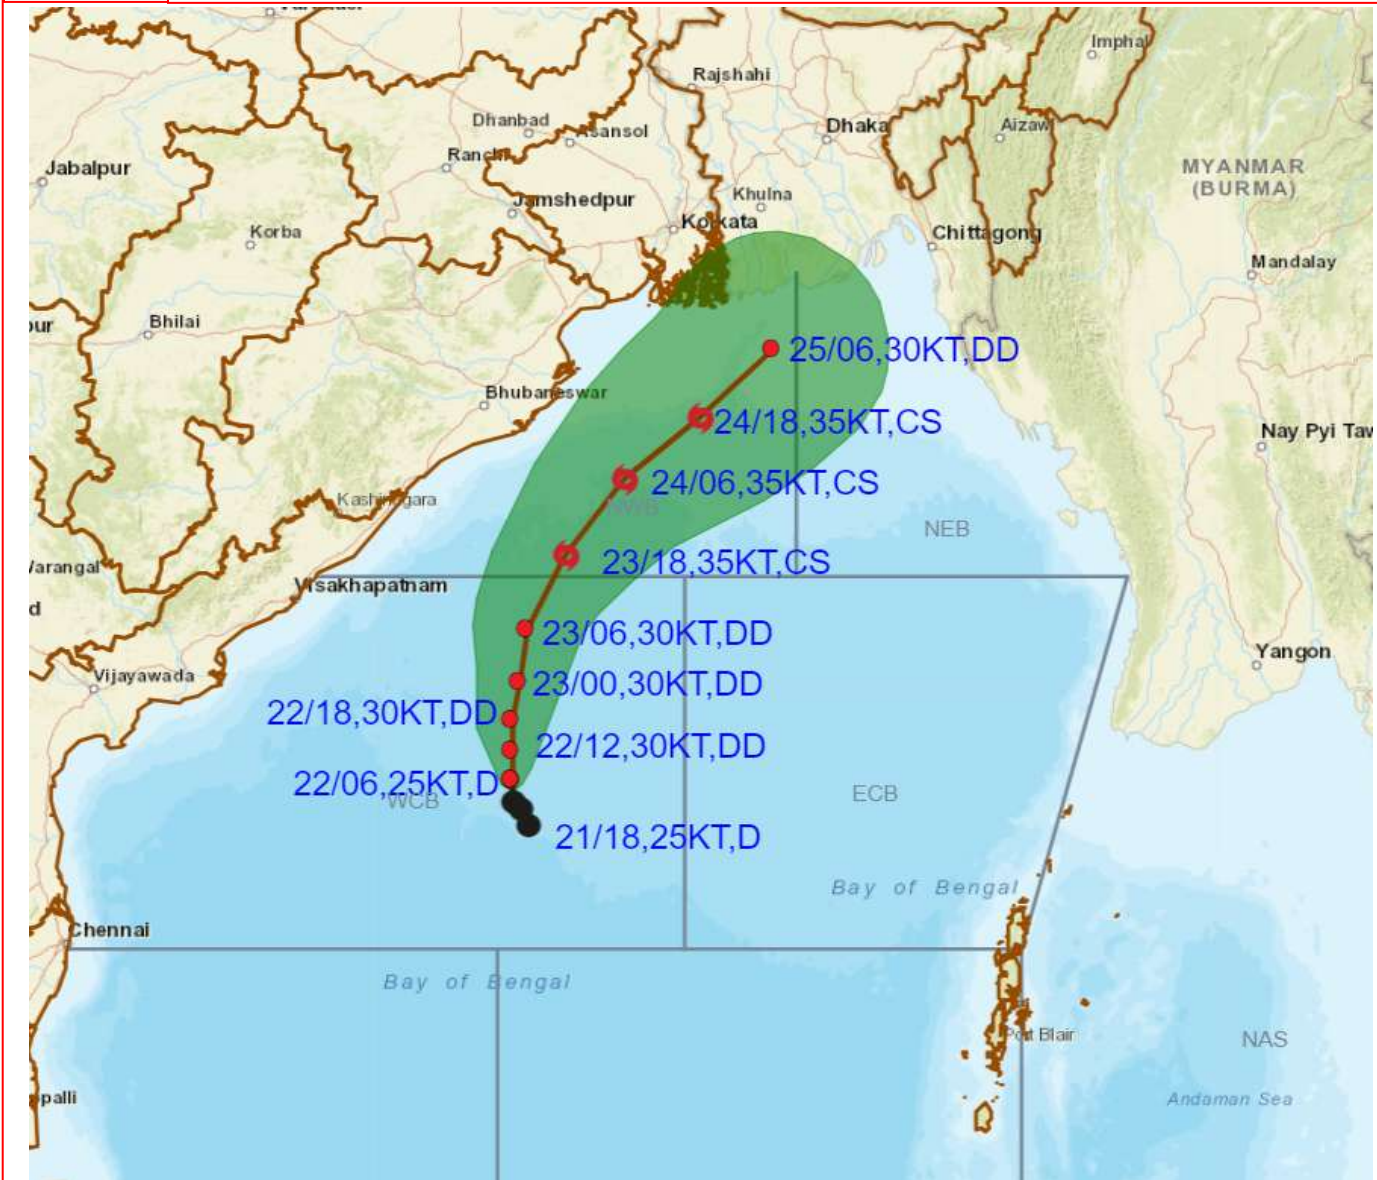 Imphal
Rajshahi
Dhanbad
Asansol
Dhaka
Aizaw
Ranchi
Jabalpur
MYANMAR
(BURMA)
Jamshedpur
Khulna
Kolkata
Korba
Chittagong
Mandalay
Bhilai
25/06,30KT,DD
Bhubaneswar
24/18,35KT,CS
Nay Pyi Taw
24/06,35KT,CS
NWB
NEB
23/18,35KT,CS
Visakhapatnam
23/06,30KT,DD
Yangon
Vijayawada
23/00,30KT,DD
22/18,30KT,DD
22/12,30KT,DD
22/06,25KT,D
WCB
ECB
21/18,25KT,D
Bay of Bengal
Chennai
Bay of Bengal
Port Blair
NAS
Andaman Sea